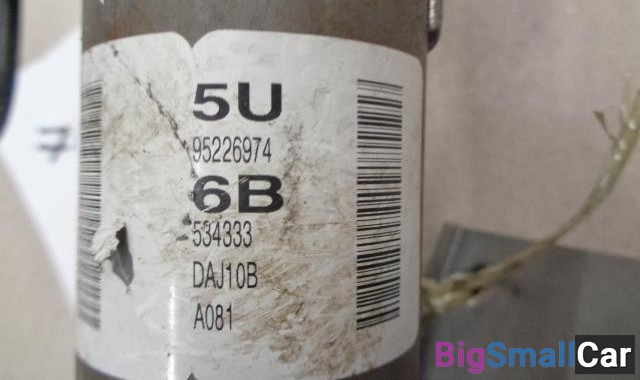 5U
95226974
6B
534333
DAJ10B
A081
BigSmallCar